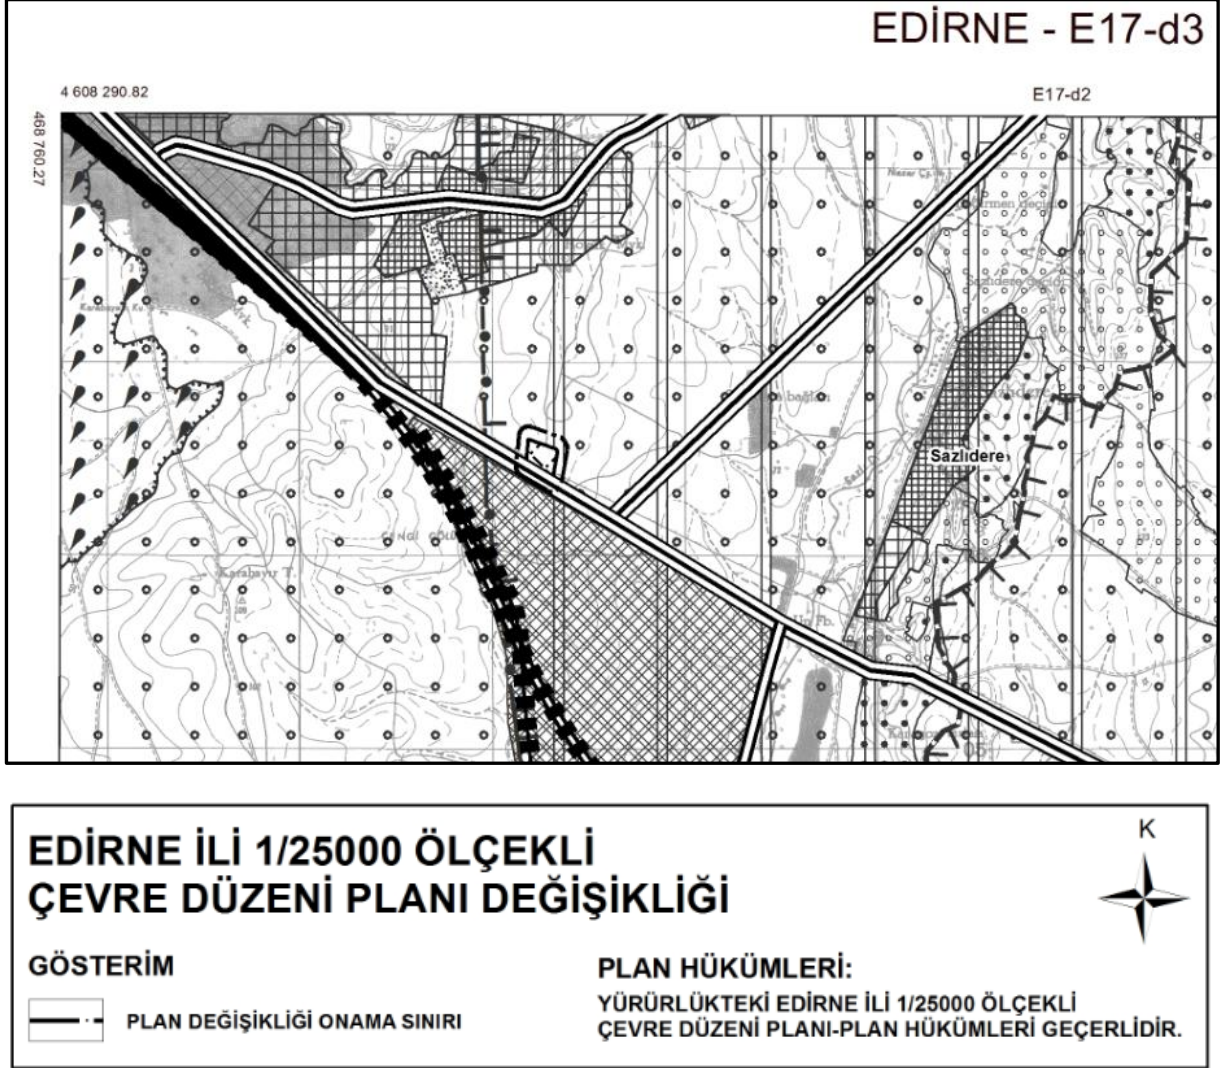 EDİRNE - E17-d3
4 608 290.82
E17-d2
468 760.27
Sazlıdere
Karabayır T.
K
EDİRNE İLİ 1/25000 ÖLÇEKLİ
ÇEVRE DÜZENİ PLANI DEĞİŞİKLİĞİ
GÖSTERİM
PLAN DEĞİŞİKLİĞİ ONAMA SINIRI
PLAN HÜKÜMLERİ:
YÜRÜRLÜKTEKİ EDİRNE İLİ 1/25000 ÖLÇEKLİ
ÇEVRE DÜZENİ PLANI-PLAN HÜKÜMLERİ GEÇERLİDİR.